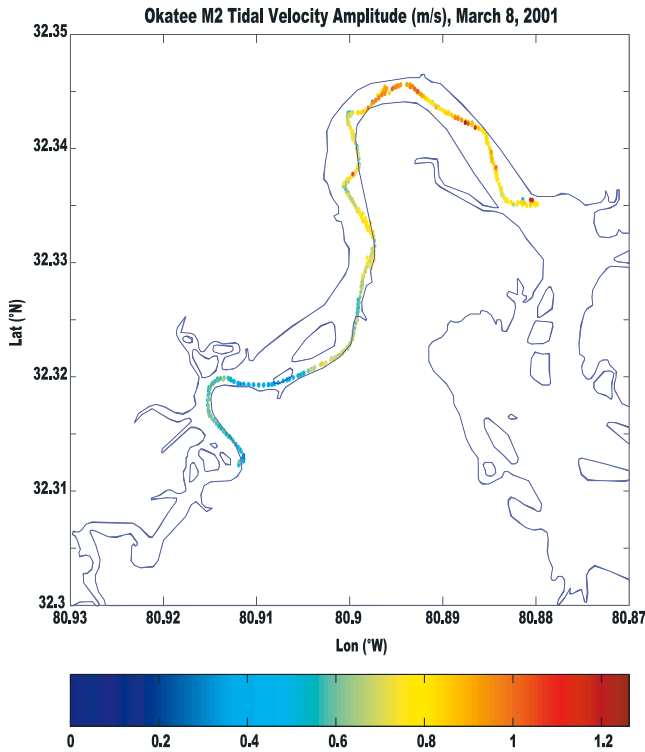 Okatee M2 Tidal Velocity Amplitude (m/s), March 8, 2001
32.35
32.34
32.33
32.32
32.31
32.3
Lat (°N)
80.93 80.92 80.91 80.9 80.89 80.88 80.87
Lon (°W)
0 0.2 0.4 0.6 0.8 1 1.2